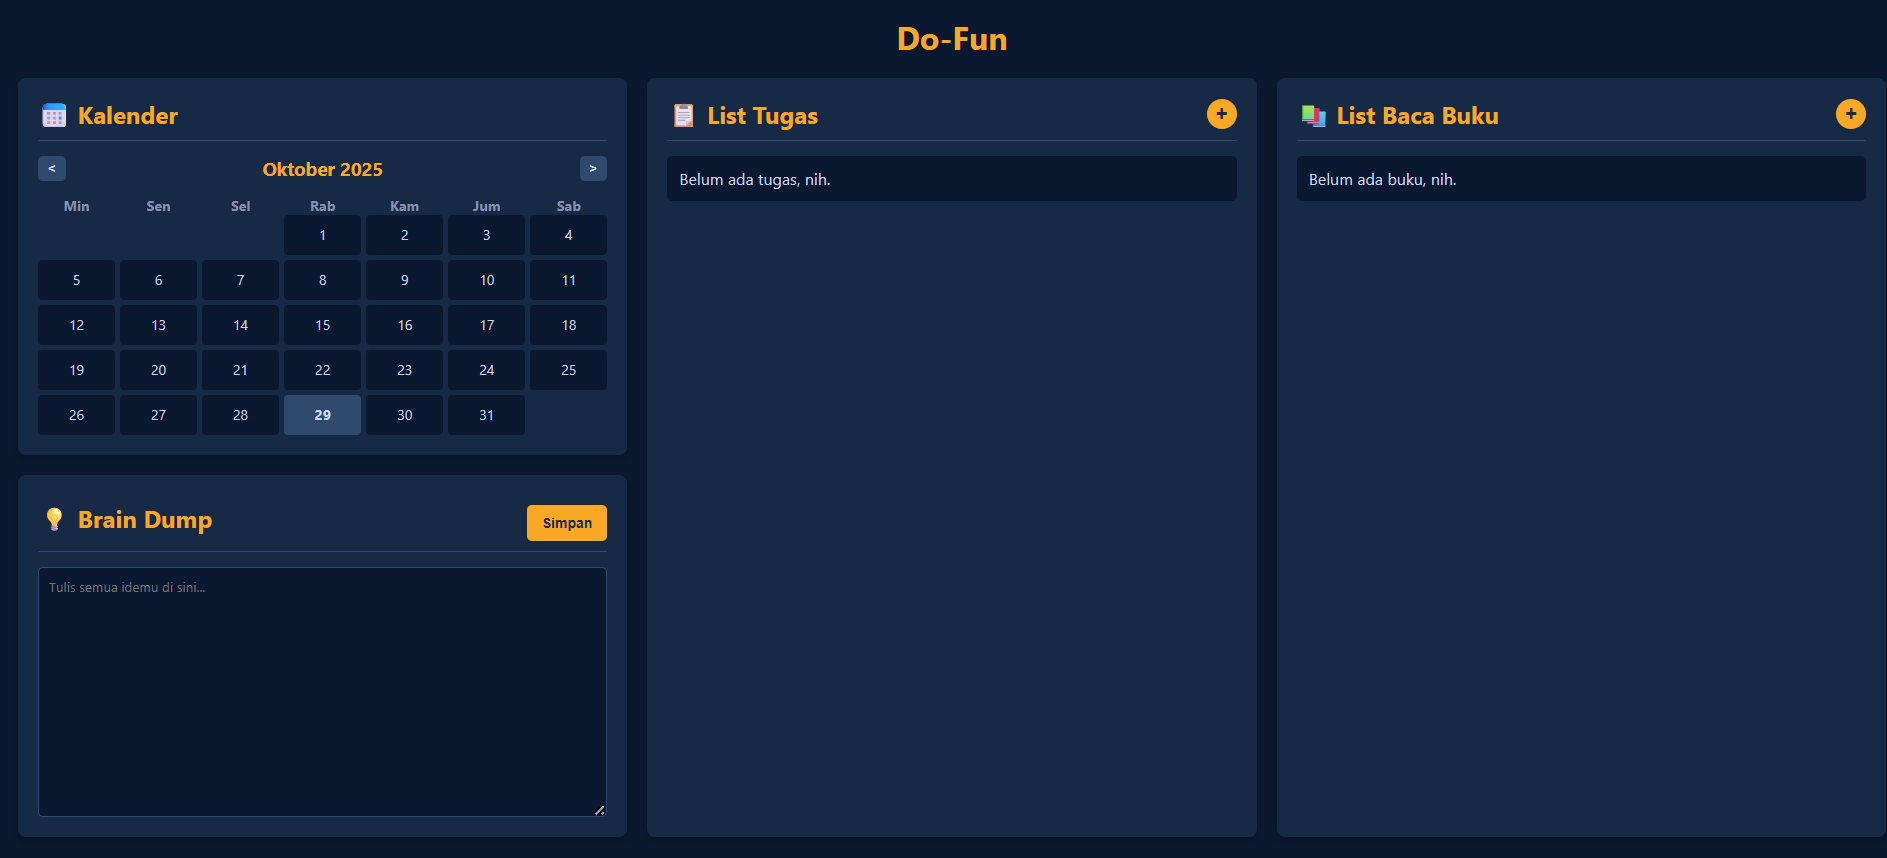 Do-Fun
Kalender
< Oktober 2025 >
Min Sen Sel Rab Kam Jum Sab
1 2 3 4
5 6 7 8 9 10 11
12 13 14 15 16 17 18
19 20 21 22 23 24 25
26 27 28 29 30 31
Brain Dump
Simpan
Tulis semua idemu di sini...
List Tugas
+
Belum ada tugas, nih.
List Baca Buku
+
Belum ada buku, nih.